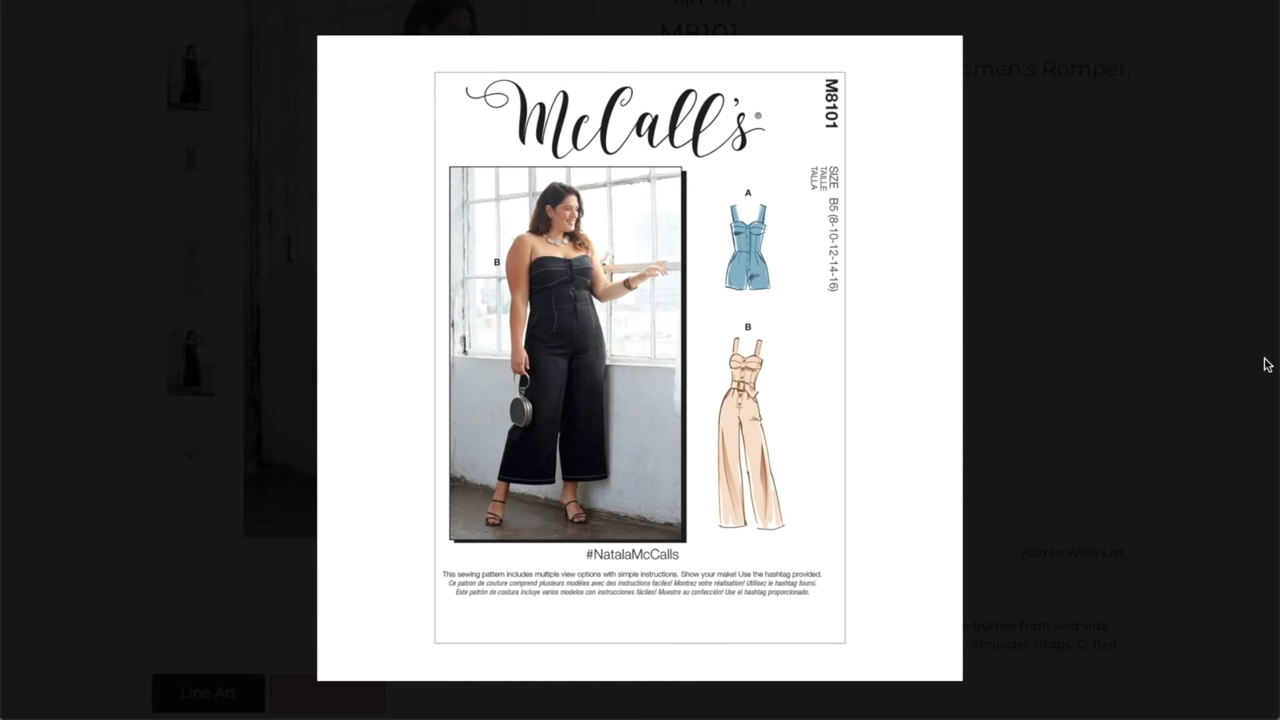 M8101
omen's Romper,
McCall's®
M8101
SIZE B5 (8-10-12-14-16)
TAILLE
TALLA
A
B
B
#NatalaMcCalls
This sewing pattern includes multiple view options with simple instructions. Show your make! Use the hashtag provided.
Ce patron de couture comprend plusieurs modèles avec des instructions faciles! Montrez votre réalisation! Utilisez le hashtag fourni.
Este patrón de costura incluye varios modelos con instrucciones fáciles! Muestre su confección! Use el hashtag proporcionado.
Add to Wish List
button front and side
Shoulder straps. C: Belt.
Line Art